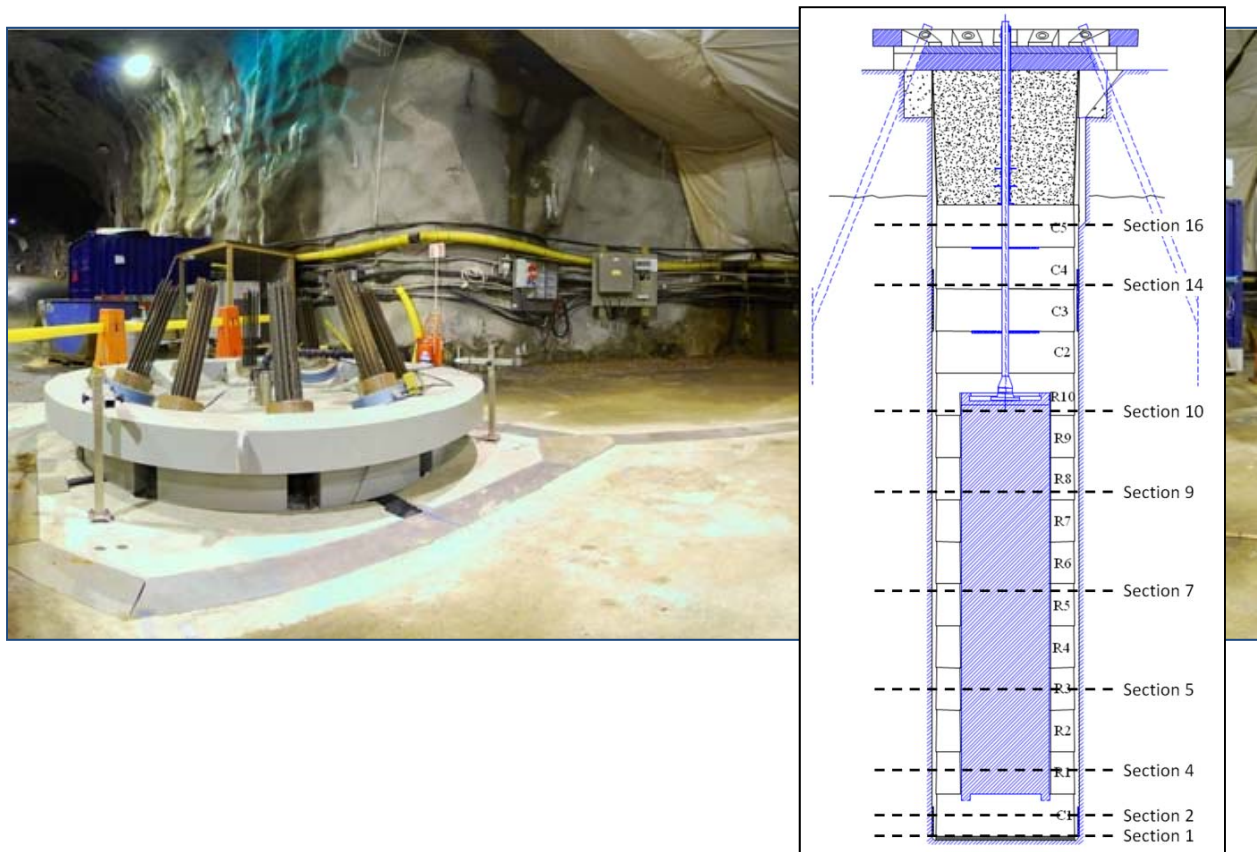 C5
Section 16
C4
Section 14
C3
C2
R10
Section 10
R9
R8
Section 9
R7
R6
Section 7
R5
R4
R3
Section 5
R2
R1
Section 4
C1
Section 2
Section 1